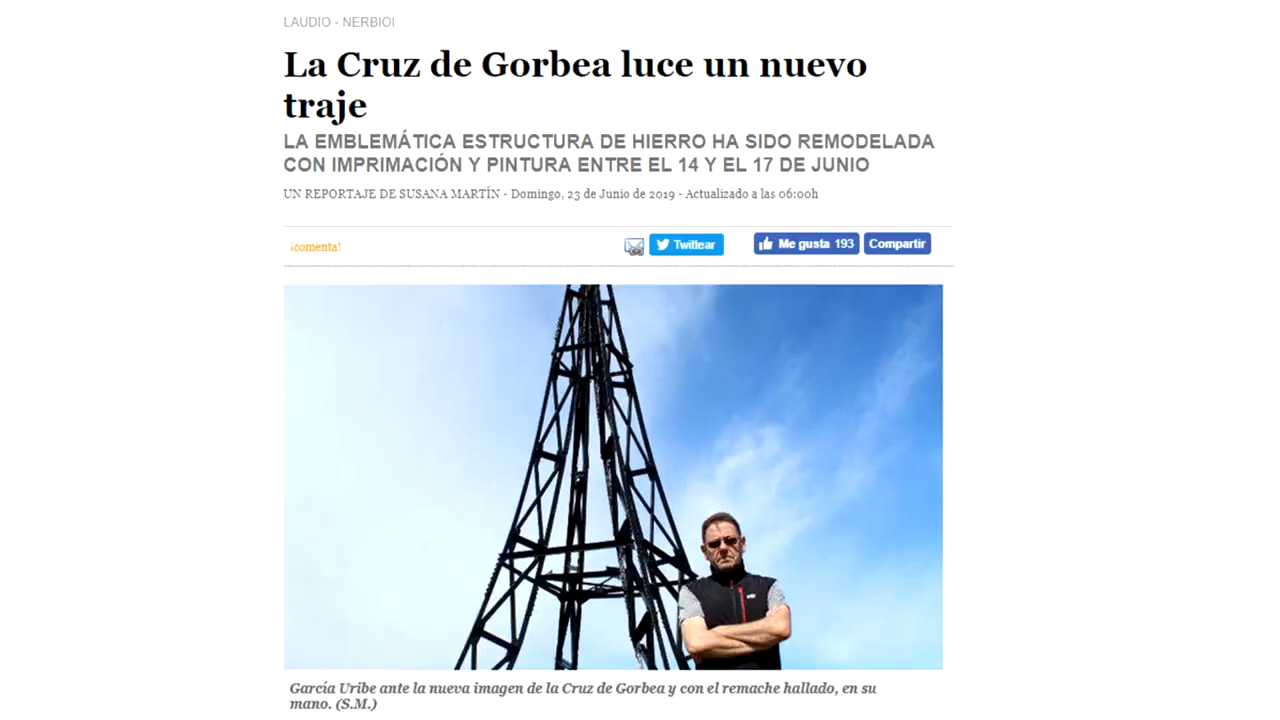 LAUDIO - NERBIOI
La Cruz de Gorbea luce un nuevo
traje
LA EMBLEMÁTICA ESTRUCTURA DE HIERRO HA SIDO REMODELADA
CON IMPRIMACIÓN Y PINTURA ENTRE EL 14 Y EL 17 DE JUNIO
UN REPORTAJE DE SUSANA MARTÍN - Domingo, 23 de Junio de 2019 - Actualizado a las 06:00h
¡comenta!
Twittear
Me gusta 193
Compartir
García Uribe ante la nueva imagen de la Cruz de Gorbea y con el remache hallado, en su
mano. (S.M.)